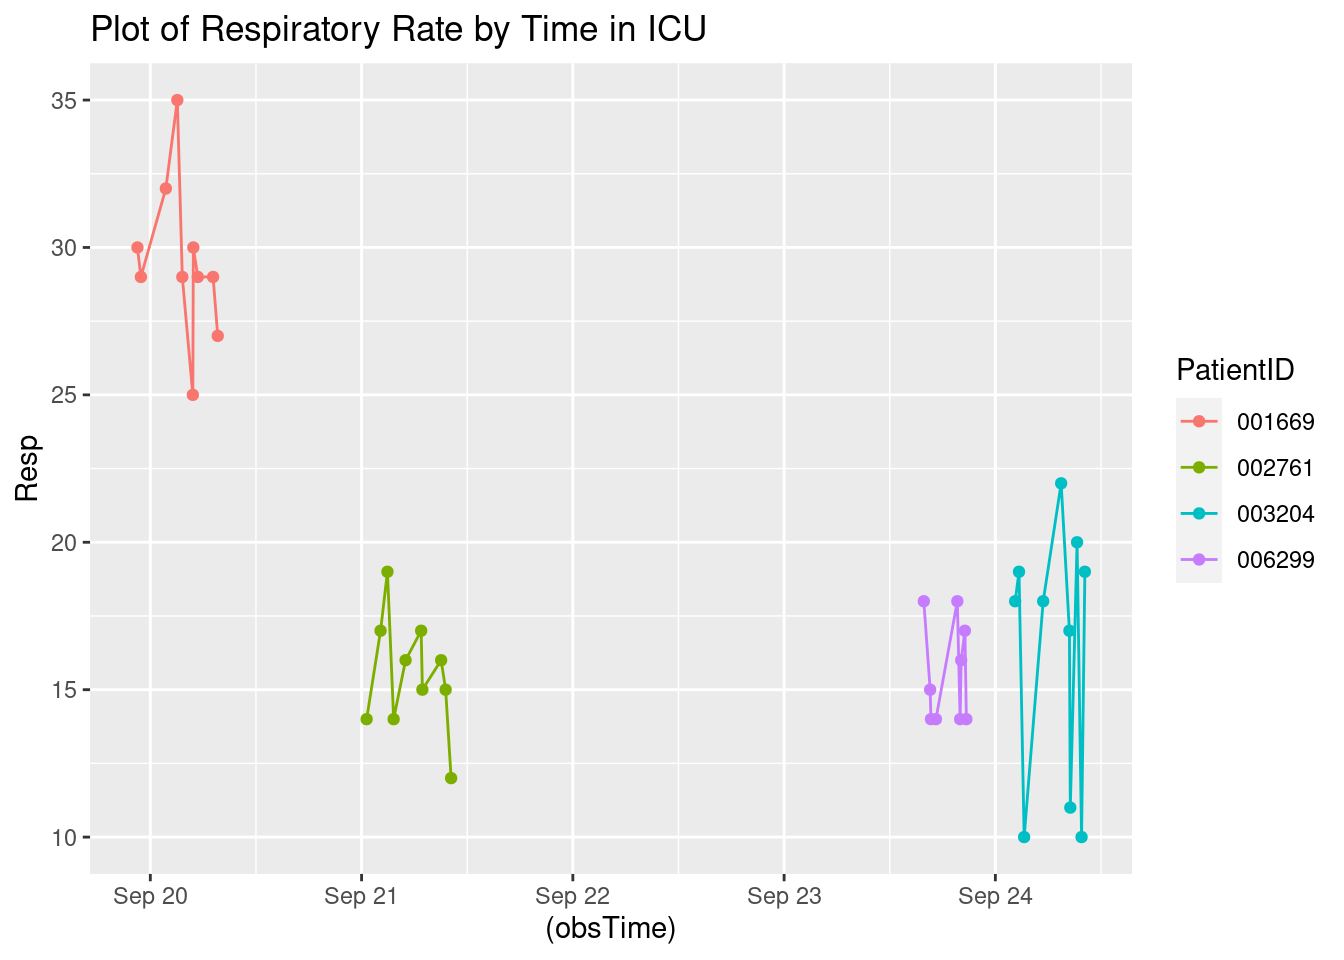 Plot of Respiratory Rate by Time in ICU
35
30
25
20
15
10
Resp
Sep 20 Sep 21 Sep 22 Sep 23 Sep 24
(obsTime)
PatientID
001669
002761
003204
006299